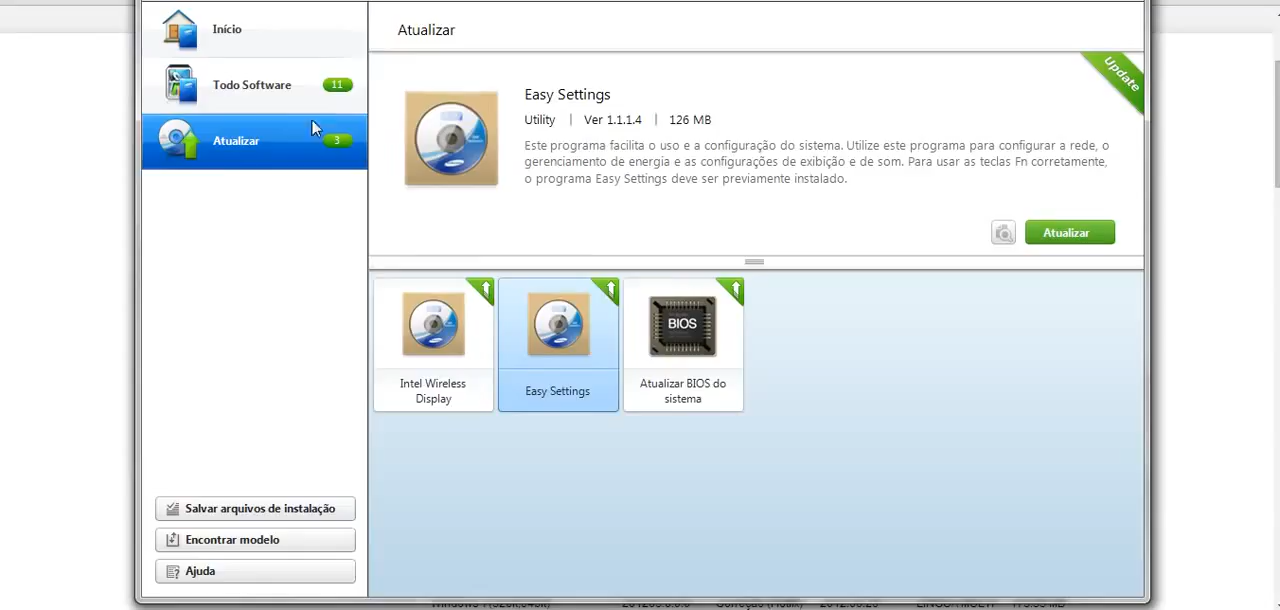 Início
Todo Software
11
Atualizar
3
Salvar arquivos de instalação
Encontrar modelo
Ajuda
Atualizar
Update
Easy Settings
Utility | Ver 1.1.1.4 | 126 MB
Este programa facilita o uso e a configuração do sistema. Utilize este programa para configurar a rede, o
gerenciamento de energia e as configurações de exibição e de som. Para usar as teclas Fn corretamente,
o programa Easy Settings deve ser previamente instalado.
Atualizar
Intel Wireless
Display
Easy Settings
BIOS
Atualizar BIOS do
sistema